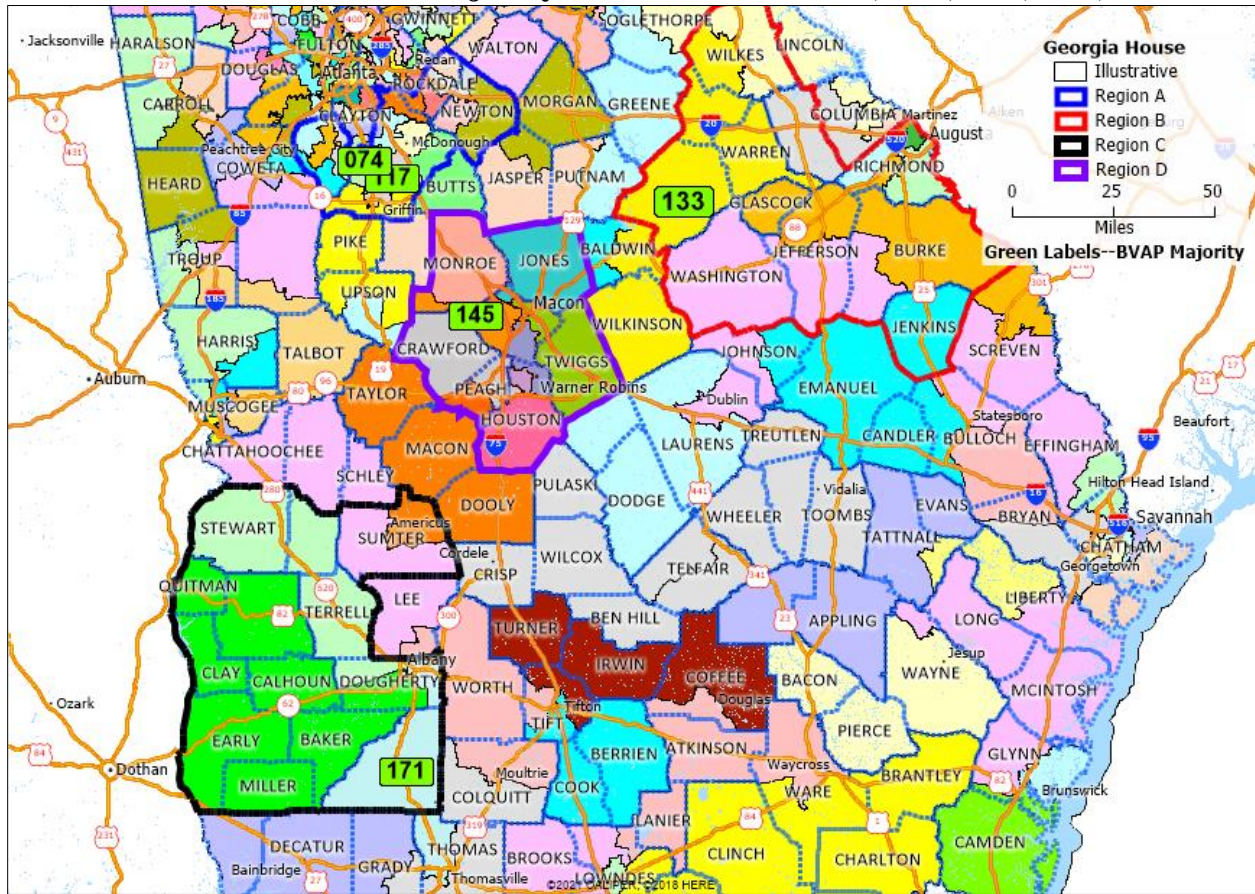 Georgia House
Illustrative
Region A
Region B
Region C
Region D
0 25 50
Miles
Green Labels--BVAP Majority
Jacksonville
HARALSON
COBB
GWINNETT
OGLETHORPE
WILKES
LINCOLN
FULTON
Redan
WALTON
DOUGLAS
Atlanta
ROCKDALE
MORGAN
GREENE
COLUMBIA
Martinez
Aiken
CARROLL
CLAYTON
NEWTON
WARREN
August
Peachtree City
McDonough
RICHMOND
COWETA
074
117
BUTTS
JASPER
PUTNAM
HEARD
Griffin
133
GLASCOCK
PIKE
BALDWIN
MONROE
JONES
WASHINGTON
JEFFERSON
BURKE
TROUP
UPSON
145
Macon
WILKINSON
JENKINS
HARRIS
TALBOT
CRAWFORD
TWIGGS
JOHNSON
SCREVEN
Auburn
TAYLOR
PEACH
Warner Robins
EMANUEL
Dublin
MUSCOGEE
HOUSTON
Statesboro
Beaufort
CHATTAHOOCHEE
MACON
LAURENS
TREUTLEN
CANDLER
BULLOCH
EFFINGHAM
SCHLEY
PULASKI
Hilton Head Island
STEWART
DOOLY
DODGE
Vidalia
EVANS
Americus
WHEELER
TOOMBS
BRYAN
Savannah
SUMTER
Cordele
WILCOX
TATTNALL
CHATHAM
Georgetown
QUITMAN
CRISP
TELFAIR
TERRELL
LEE
BEN HILL
LIBERTY
TURNER
APPLING
LONG
CLAY
CALHOUN
DOUGHERTY
Albany
WORTH
IRWIN
COFFEE
WAYNE
Jesup
Ozark
BACON
Douglas
MCINTOSH
Tifton
TIFT
EARLY
BAKER
BERRIEN
ATKINSON
PIERCE
Dothan
171
MILLER
Moultrie
COOK
Waycross
GLYNN
COLQUITT
WARE
BRANTLEY
Brunswick
LANIER
DECATUR
THOMAS
CLINCH
CAMDEN
Bainbridge
GRADY
BROOKS
CHARLTON
Thomasville
LOWNDES
©2021 CALIPER; ©2018 HERE